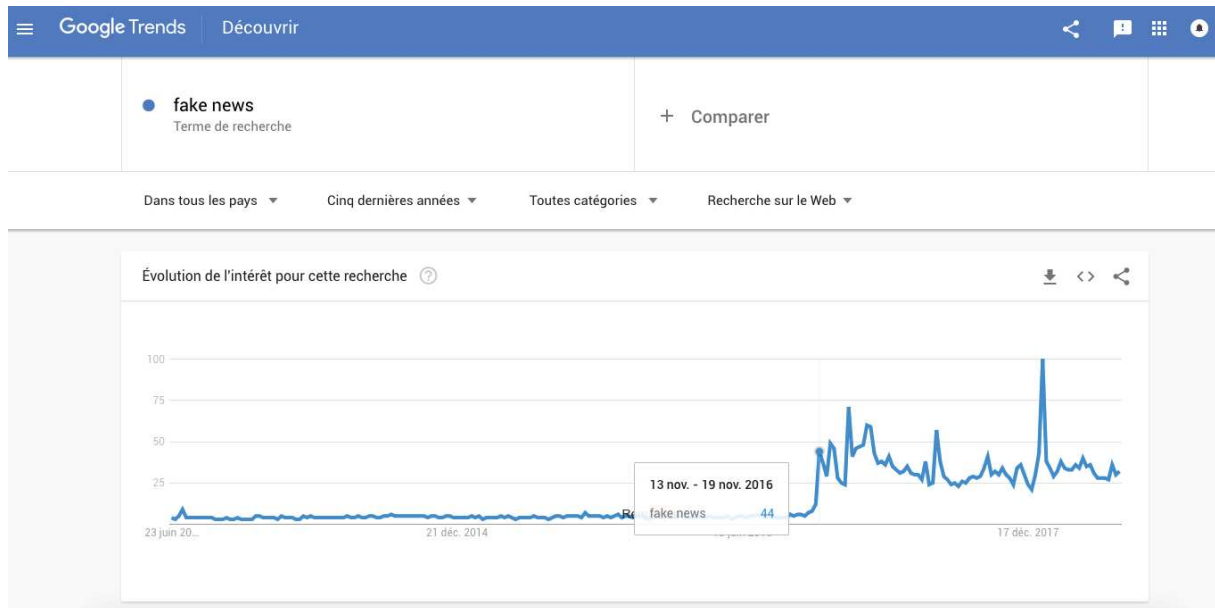 Google Trends Découvrir
fake news
Terme de recherche
+ Comparer
Dans tous les pays Cinq dernières années Toutes catégories Recherche sur le Web
Évolution de l'intérêt pour cette recherche ?
100
75
50
25
13 nov. - 19 nov. 2016
fake news 44
23 juin 20... 21 déc. 2014 17 déc. 2017